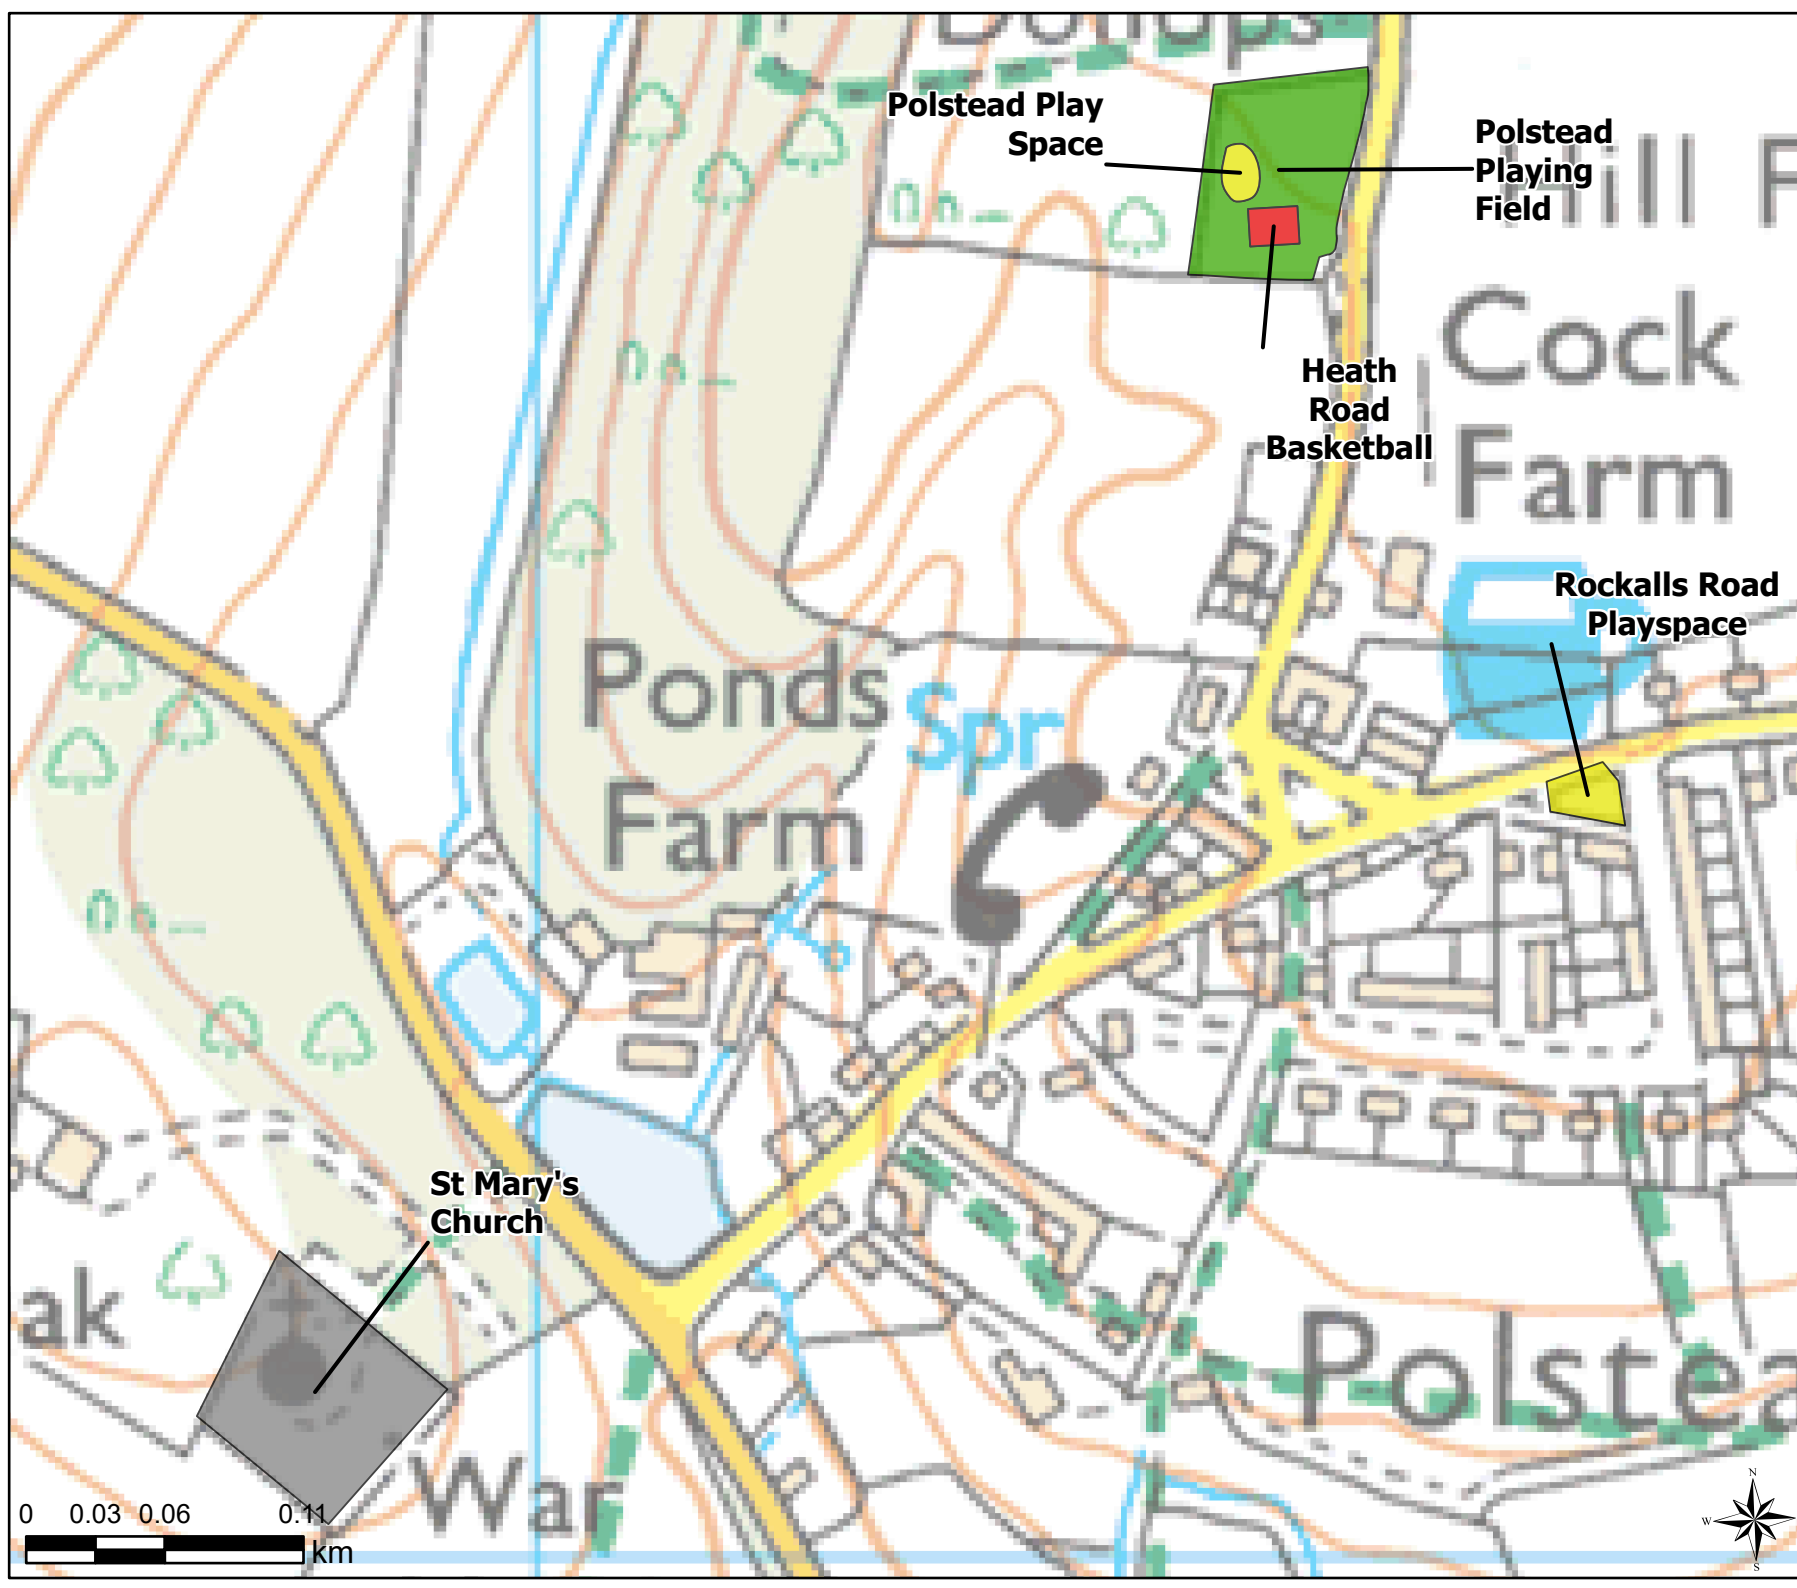 Polstead Play
Space
Polstead
Playing
Field
Hill F
Cock
Farm
Heath
Road
Basketball
Rockalls Road
Playspace
Ponds
Farm
Spr
St Mary's
Church
ak
Polstea
War
0 0.03 0.06 0.11
km
N
W
S